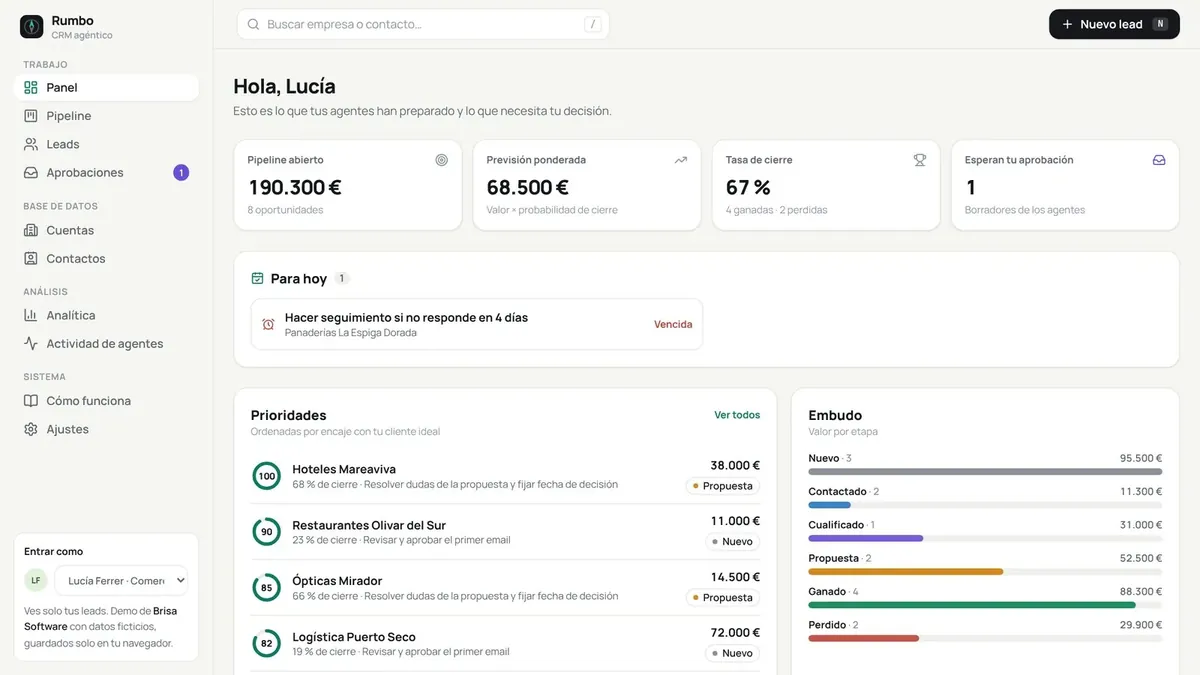 Rumbo
CRM agéntico
TRABAJO
Panel
Pipeline
Leads
Aprobaciones 1
BASE DE DATOS
Cuentas
Contactos
ANÁLISIS
Analítica
Actividad de agentes
SISTEMA
Cómo funciona
Ajustes
Entrar como
LF Lucía Ferrer · Comer
Ves solo tus leads. Demo de Brisa
Software con datos ficticios,
guardados solo en tu navegador.
Buscar empresa o contacto... /
+ Nuevo lead N
Hola, Lucía
Esto es lo que tus agentes han preparado y lo que necesita tu decisión.
Pipeline abierto
190.300 €
8 oportunidades
Previsión ponderada
68.500 €
Valor × probabilidad de cierre
Tasa de cierre
67 %
4 ganadas · 2 perdidas
Esperan tu aprobación
1
Borradores de los agentes
Para hoy 1
Hacer seguimiento si no responde en 4 días
Panaderías La Espiga Dorada
Vencida
Prioridades
Ver todos
Ordenadas por encaje con tu cliente ideal
100 Hoteles Mareaviva 38.000 €
68 % de cierre · Resolver dudas de la propuesta y fijar fecha de decisión Propuesta
90 Restaurantes Olivar del Sur 11.000 €
23 % de cierre · Revisar y aprobar el primer email Nuevo
85 Ópticas Mirador 14.500 €
66 % de cierre · Resolver dudas de la propuesta y fijar fecha de decisión Propuesta
82 Logística Puerto Seco 72.000 €
19 % de cierre · Revisar y aprobar el primer email Nuevo
Embudo
Valor por etapa
Nuevo · 3 95.500 €
Contactado · 2 11.300 €
Cualificado · 1 31.000 €
Propuesta · 2 52.500 €
Ganado · 4 88.300 €
Perdido · 2 29.900 €